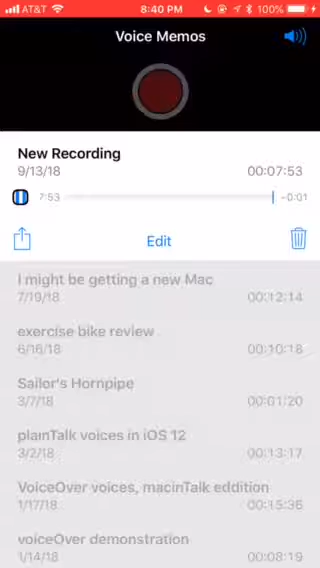 AT&T 8:40 PM 100%
Voice Memos
New Recording
9/13/18 00:07:53
7:53 -0:01
Edit
I might be getting a new Mac
7/19/18 00:12:14
exercise bike review
6/16/18 00:10:18
Sailor's Hornpipe
3/7/18 00:01:20
plainTalk voices in iOS 12
3/2/18 00:13:17
VoiceOver voices, macinTalk eddition
1/17/18 00:15:36
voiceOver demonstration
1/14/18 00:08:19